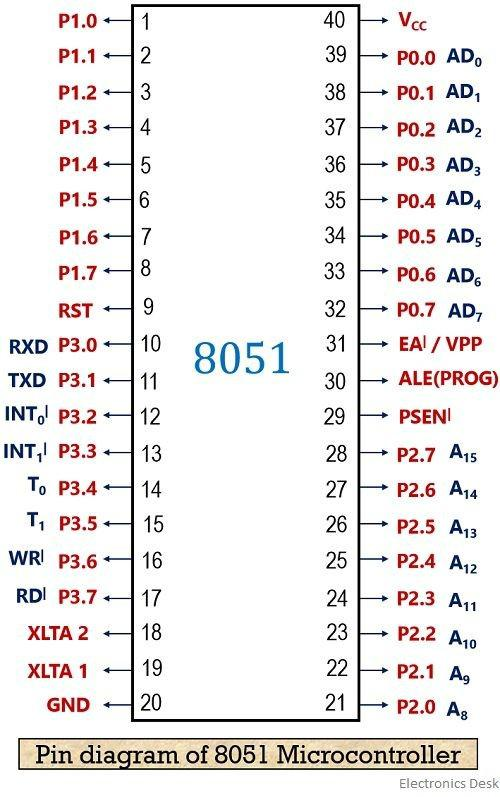 P1.0 1 40 VCC
P1.1 2 39 P0.0 AD0
P1.2 3 38 P0.1 AD1
P1.3 4 37 P0.2 AD2
P1.4 5 36 P0.3 AD3
P1.5 6 35 P0.4 AD4
P1.6 7 34 P0.5 AD5
P1.7 8 33 P0.6 AD6
RST 9 32 P0.7 AD7
RXD P3.0 10 31 EA| / VPP
8051
TXD P3.1 11 30 ALE(PROG)
INT0| P3.2 12 29 PSEN|
INT1| P3.3 13 28 P2.7 A15
T0 P3.4 14 27 P2.6 A14
T1 P3.5 15 26 P2.5 A13
WR| P3.6 16 25 P2.4 A12
RD| P3.7 17 24 P2.3 A11
XLTA 2 18 23 P2.2 A10
XLTA 1 19 22 P2.1 A9
GND 20 21 P2.0 A8
Pin diagram of 8051 Microcontroller
Electronics Desk